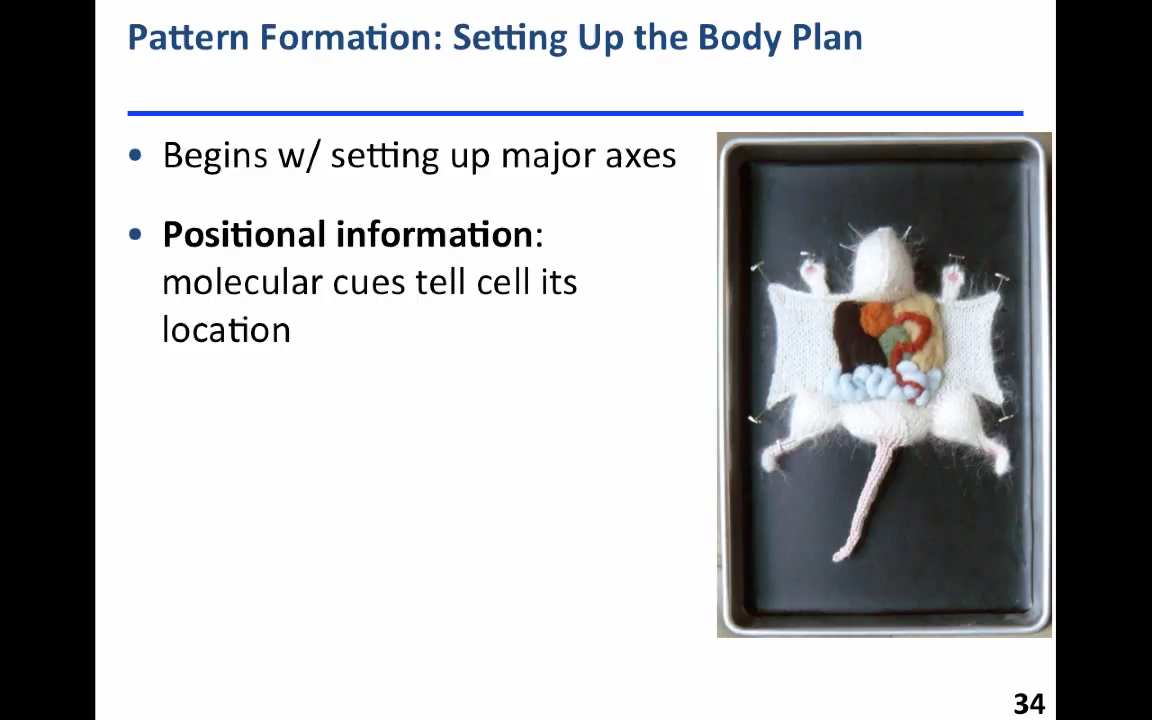 Pattern Formation: Setting Up the Body Plan
• Begins w/ setting up major axes
• Positional information:
molecular cues tell cell its
location
34